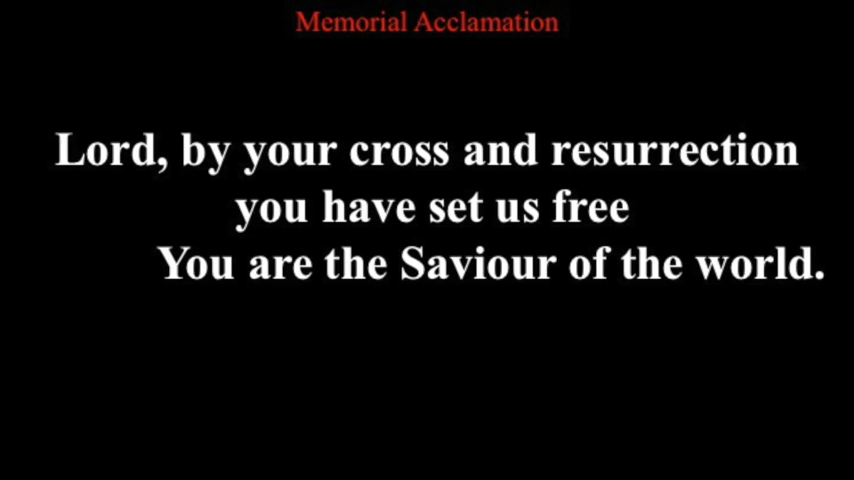 Memorial Acclamation
Lord, by your cross and resurrection
you have set us free
You are the Saviour of the world.